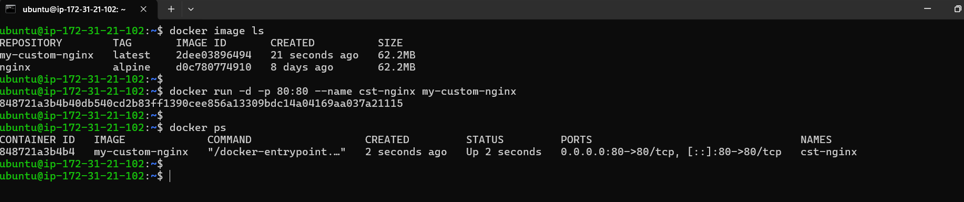 ubuntu@ip-172-31-21-102: ~
ubuntu@ip-172-31-21-102:~$ docker image ls
REPOSITORY TAG IMAGE ID CREATED SIZE
my-custom-nginx latest 2dee03896494 21 seconds ago 62.2MB
nginx alpine d0c780774910 8 days ago 62.2MB
ubuntu@ip-172-31-21-102:~$
ubuntu@ip-172-31-21-102:~$ docker run -d -p 80:80 --name cst-nginx my-custom-nginx
848721a3b4b40db540cd2b83ff1390cee856a13309bdc14a04169aa037a21115
ubuntu@ip-172-31-21-102:~$
ubuntu@ip-172-31-21-102:~$ docker ps
CONTAINER ID IMAGE COMMAND CREATED STATUS PORTS NAMES
848721a3b4b4 my-custom-nginx "/docker-entrypoint.…" 2 seconds ago Up 2 seconds 0.0.0.0:80->80/tcp, [::]:80->80/tcp cst-nginx
ubuntu@ip-172-31-21-102:~$
ubuntu@ip-172-31-21-102:~$